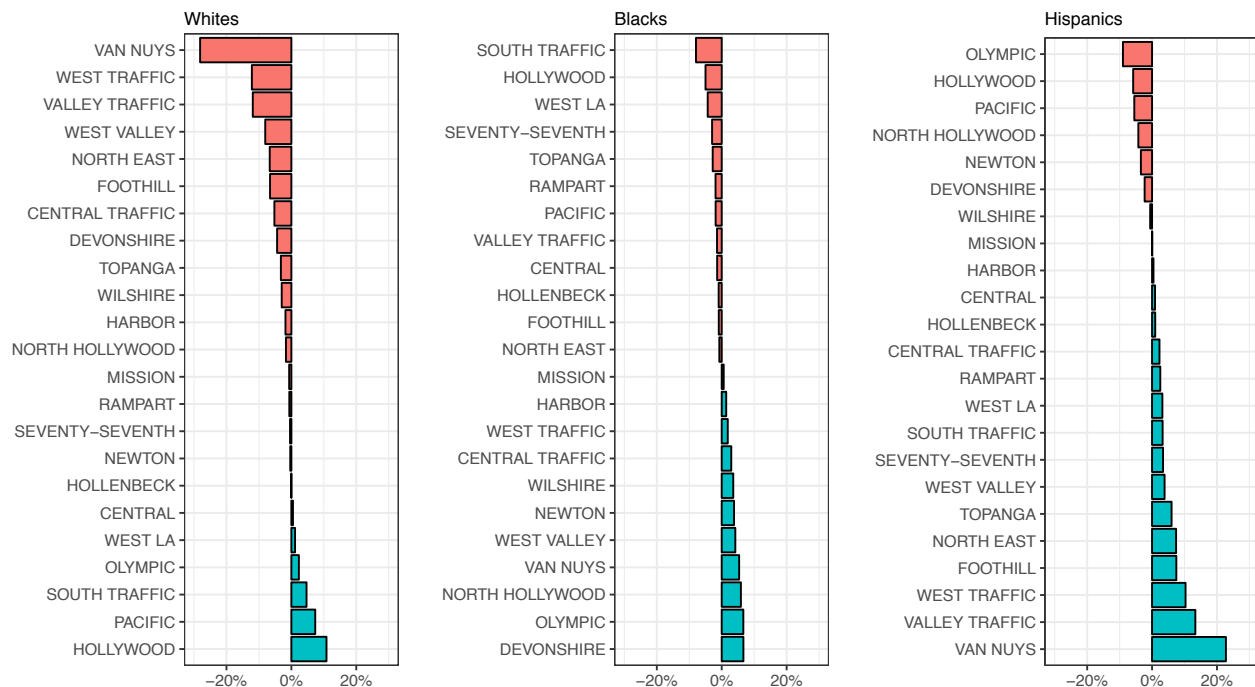 Whites
VAN NUYS
WEST TRAFFIC
VALLEY TRAFFIC
WEST VALLEY
NORTH EAST
FOOTHILL
CENTRAL TRAFFIC
DEVONSHIRE
TOPANGA
WILSHIRE
HARBOR
NORTH HOLLYWOOD
MISSION
RAMPART
SEVENTY−SEVENTH
NEWTON
HOLLENBECK
CENTRAL
WEST LA
OLYMPIC
SOUTH TRAFFIC
PACIFIC
HOLLYWOOD
−20% 0% 20%
Blacks
SOUTH TRAFFIC
HOLLYWOOD
WEST LA
SEVENTY−SEVENTH
TOPANGA
RAMPART
PACIFIC
VALLEY TRAFFIC
CENTRAL
HOLLENBECK
FOOTHILL
NORTH EAST
MISSION
HARBOR
WEST TRAFFIC
CENTRAL TRAFFIC
WILSHIRE
NEWTON
WEST VALLEY
VAN NUYS
NORTH HOLLYWOOD
OLYMPIC
DEVONSHIRE
−20% 0% 20%
Hispanics
OLYMPIC
HOLLYWOOD
PACIFIC
NORTH HOLLYWOOD
NEWTON
DEVONSHIRE
WILSHIRE
MISSION
HARBOR
CENTRAL
HOLLENBECK
CENTRAL TRAFFIC
RAMPART
WEST LA
SOUTH TRAFFIC
SEVENTY−SEVENTH
WEST VALLEY
TOPANGA
NORTH EAST
FOOTHILL
WEST TRAFFIC
VALLEY TRAFFIC
VAN NUYS
−20% 0% 20%